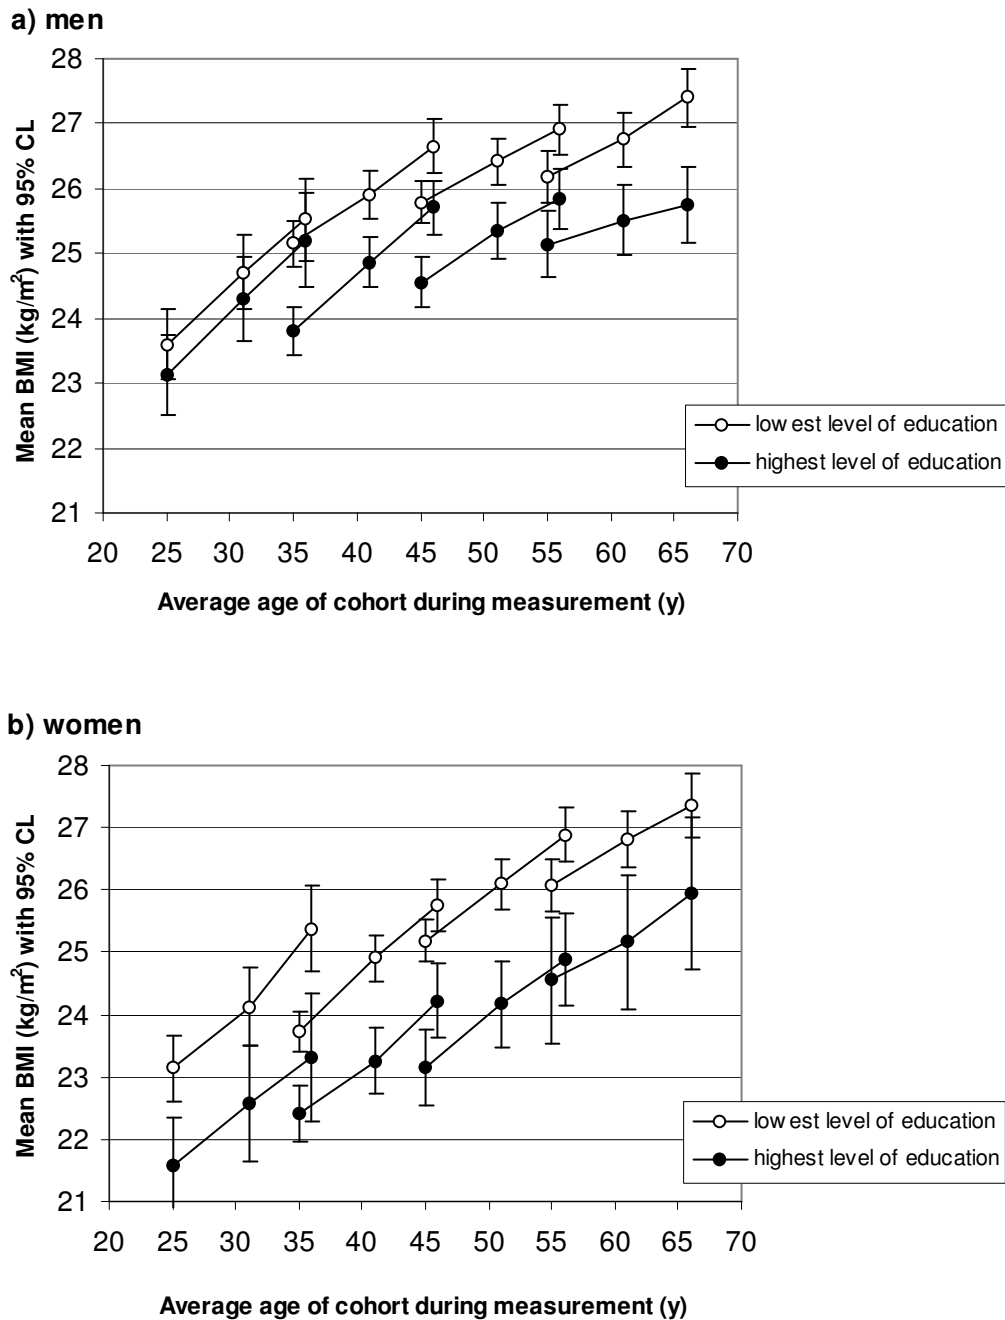 a) men
28
27
26
25
24
23
22
21
Mean BMI (kg/m²) with 95% CL
20 25 30 35 40 45 50 55 60 65 70
Average age of cohort during measurement (y)
lowest level of education
highest level of education
b) women
28
27
26
25
24
23
22
21
Mean BMI (kg/m²) with 95% CL
20 25 30 35 40 45 50 55 60 65 70
Average age of cohort during measurement (y)
lowest level of education
highest level of education